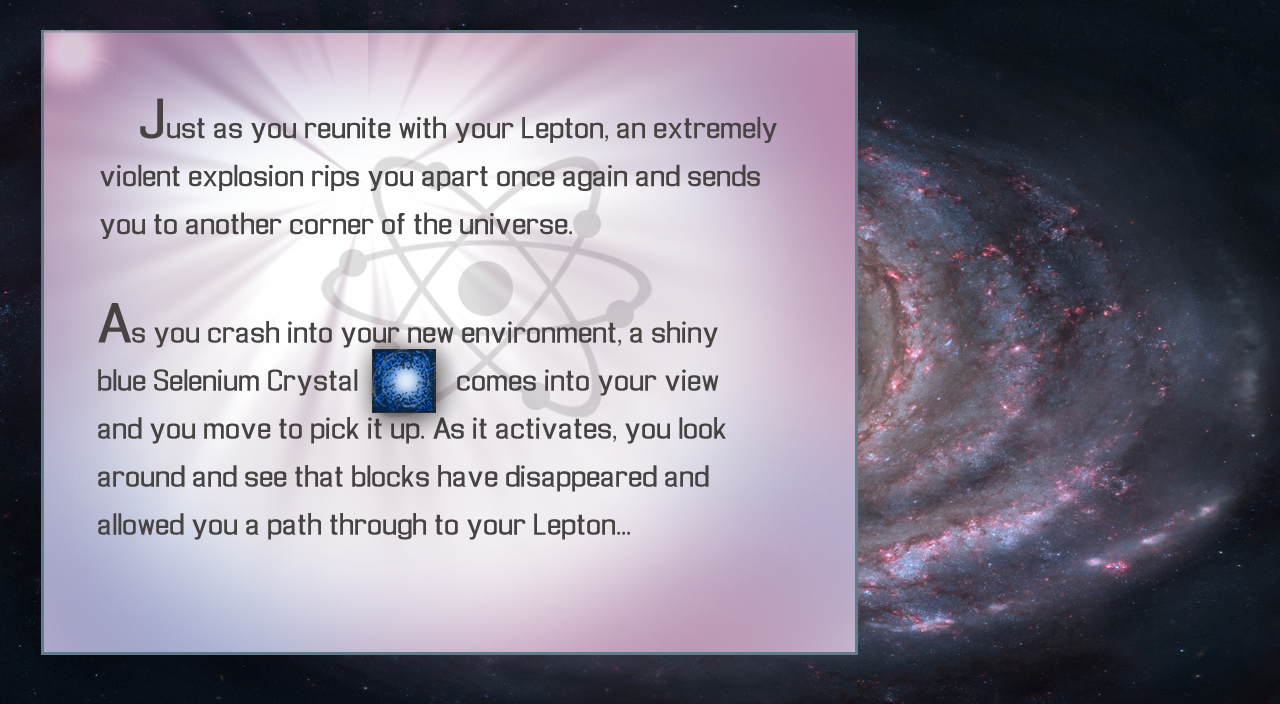 Just as you reunite with your Lepton, an extremely
violent explosion rips you apart once again and sends
you to another corner of the universe.
As you crash into your new environment, a shiny
blue Selenium Crystal comes into your view
and you move to pick it up. As it activates, you look
around and see that blocks have disappeared and
allowed you a path through to your Lepton...